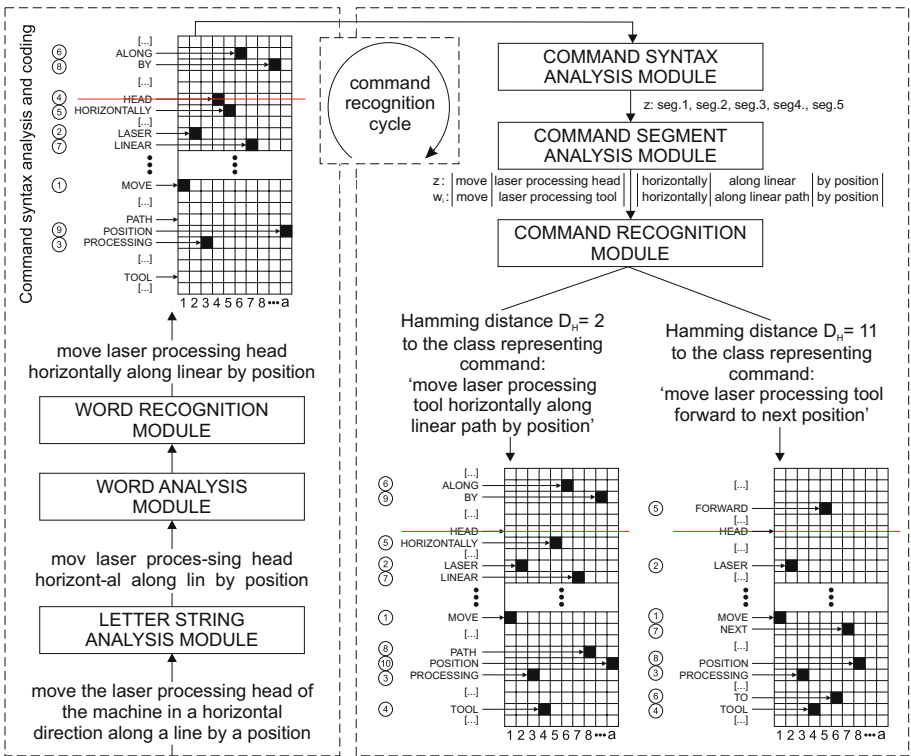 Command syntax analysis and coding
[...]
⑥ ALONG
⑧ BY
[...]
④ HEAD
⑤ HORIZONTALLY
[...]
② LASER
⑦ LINEAR
① MOVE
[...]
PATH
⑨ POSITION
③ PROCESSING
[...]
TOOL
[...]
1 2 3 4 5 6 7 8 ••• a
move laser processing head
horizontally along linear by position
WORD RECOGNITION
MODULE
WORD ANALYSIS
MODULE
mov laser proces-sing head
horizont-al along lin by position
LETTER STRING
ANALYSIS MODULE
move the laser processing head of
the machine in a horizontal
direction along a line by a position
command
recognition
cycle
COMMAND SYNTAX
ANALYSIS MODULE
z: seg.1, seg.2, seg.3, seg4., seg.5
COMMAND SEGMENT
ANALYSIS MODULE
z : | move | laser processing head | | horizontally | along linear | by position |
wᵢ : | move | laser processing tool | | horizontally | along linear path | by position |
COMMAND RECOGNITION
MODULE
Hamming distance D_H= 2
to the class representing
command:
‘move laser processing
tool horizontally along
linear path by position’
[...]
⑥ ALONG
⑨ BY
[...]
HEAD
⑤ HORIZONTALLY
[...]
② LASER
⑦ LINEAR
① MOVE
[...]
⑧ PATH
⑩ POSITION
③ PROCESSING
[...]
④ TOOL
[...]
1 2 3 4 5 6 7 8 ••• a
Hamming distance D_H= 11
to the class representing
command:
‘move laser processing tool
forward to next position’
[...]
⑤ FORWARD
[...]
HEAD
[...]
② LASER
[...]
① MOVE
⑦ NEXT
[...]
⑧ POSITION
③ PROCESSING
[...]
⑥ TO
④ TOOL
[...]
1 2 3 4 5 6 7 8 ••• a